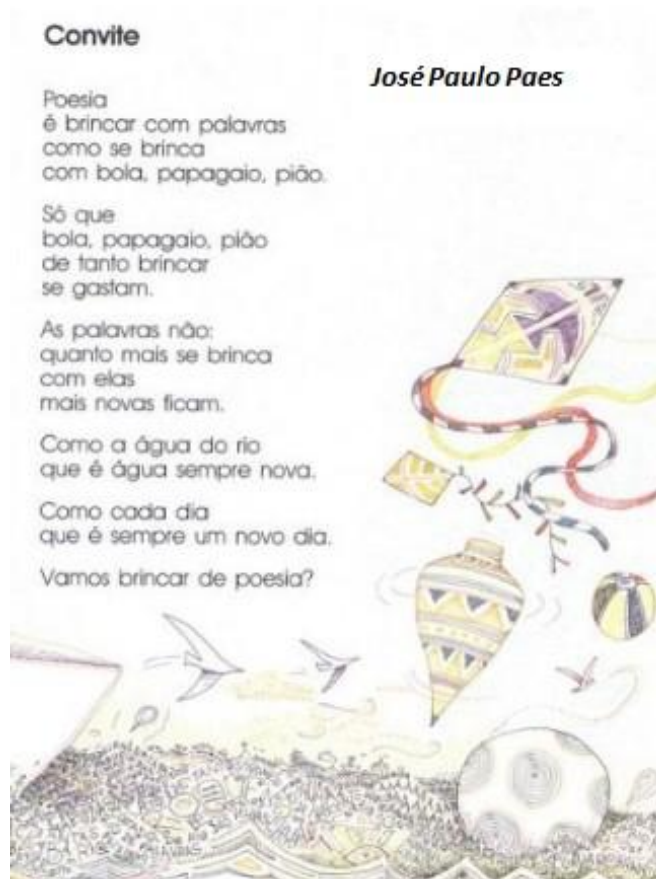 Convite
José Paulo Paes
Poesia
é brincar com palavras
como se brinca
com bola, papagaio, pião.
Só que
bola, papagaio, pião
de tanto brincar
se gastam.
As palavras não:
quanto mais se brinca
com elas
mais novas ficam.
Como a água do rio
que é água sempre nova.
Como cada dia
que é sempre um novo dia.
Vamos brincar de poesia?